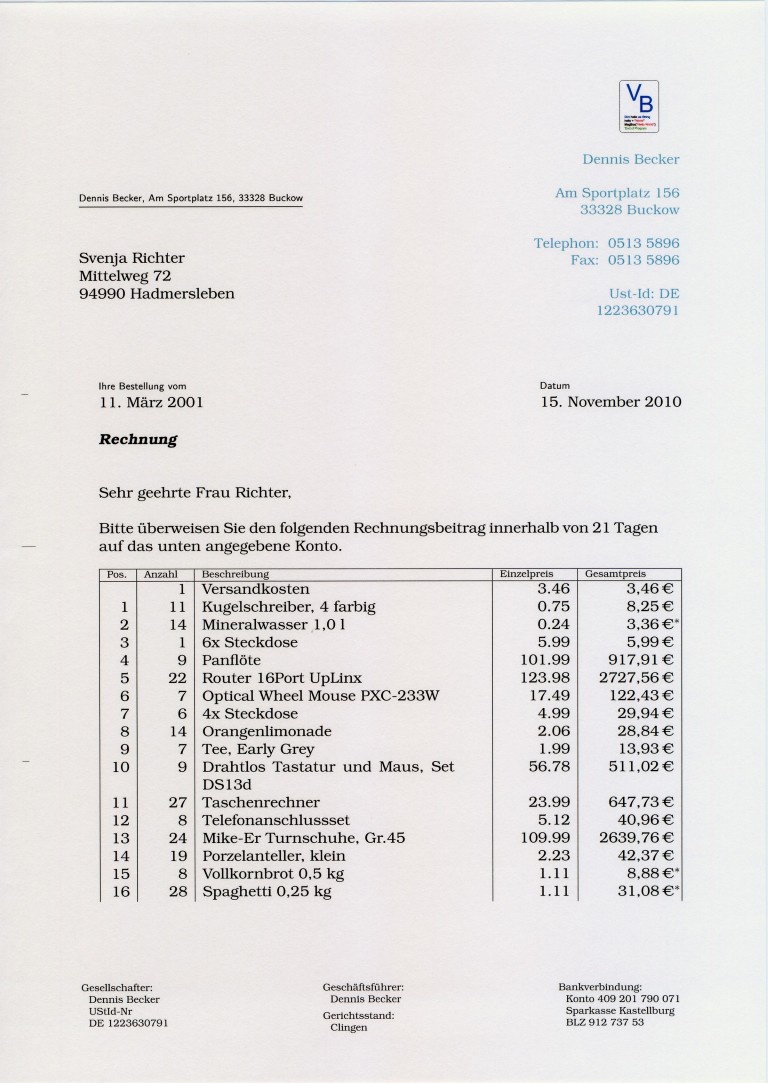 VB
Dennis Becker
Am Sportplatz 156
33328 Buckow
Telephon: 0513 5896
Fax: 0513 5896
Ust-Id: DE
1223630791
Dennis Becker, Am Sportplatz 156, 33328 Buckow
Svenja Richter
Mittelweg 72
94990 Hadmersleben
Ihre Bestellung vom Datum
11. März 2001 15. November 2010
Rechnung
Sehr geehrte Frau Richter,
Bitte überweisen Sie den folgenden Rechnungsbeitrag innerhalb von 21 Tagen
auf das unten angegebene Konto.
Pos. Anzahl Beschreibung Einzelpreis Gesamtpreis
1 Versandkosten 3.46 3,46 €
1 11 Kugelschreiber, 4 farbig 0.75 8,25 €
2 14 Mineralwasser 1,0 l 0.24 3,36 €*
3 1 6x Steckdose 5.99 5,99 €
4 9 Panflöte 101.99 917,91 €
5 22 Router 16Port UpLinx 123.98 2727,56 €
6 7 Optical Wheel Mouse PXC-233W 17.49 122,43 €
7 6 4x Steckdose 4.99 29,94 €
8 14 Orangenlimonade 2.06 28,84 €
9 7 Tee, Early Grey 1.99 13,93 €
10 9 Drahtlos Tastatur und Maus, Set 56.78 511,02 €
DS13d
11 27 Taschenrechner 23.99 647,73 €
12 8 Telefonanschlussset 5.12 40,96 €
13 24 Mike-Er Turnschuhe, Gr.45 109.99 2639,76 €
14 19 Porzelanteller, klein 2.23 42,37 €
15 8 Vollkornbrot 0,5 kg 1.11 8,88 €*
16 28 Spaghetti 0,25 kg 1.11 31,08 €*
Gesellschafter:
Dennis Becker
UStId-Nr
DE 1223630791
Geschäftsführer:
Dennis Becker
Gerichtsstand:
Clingen
Bankverbindung:
Konto 409 201 790 071
Sparkasse Kastellburg
BLZ 912 737 53